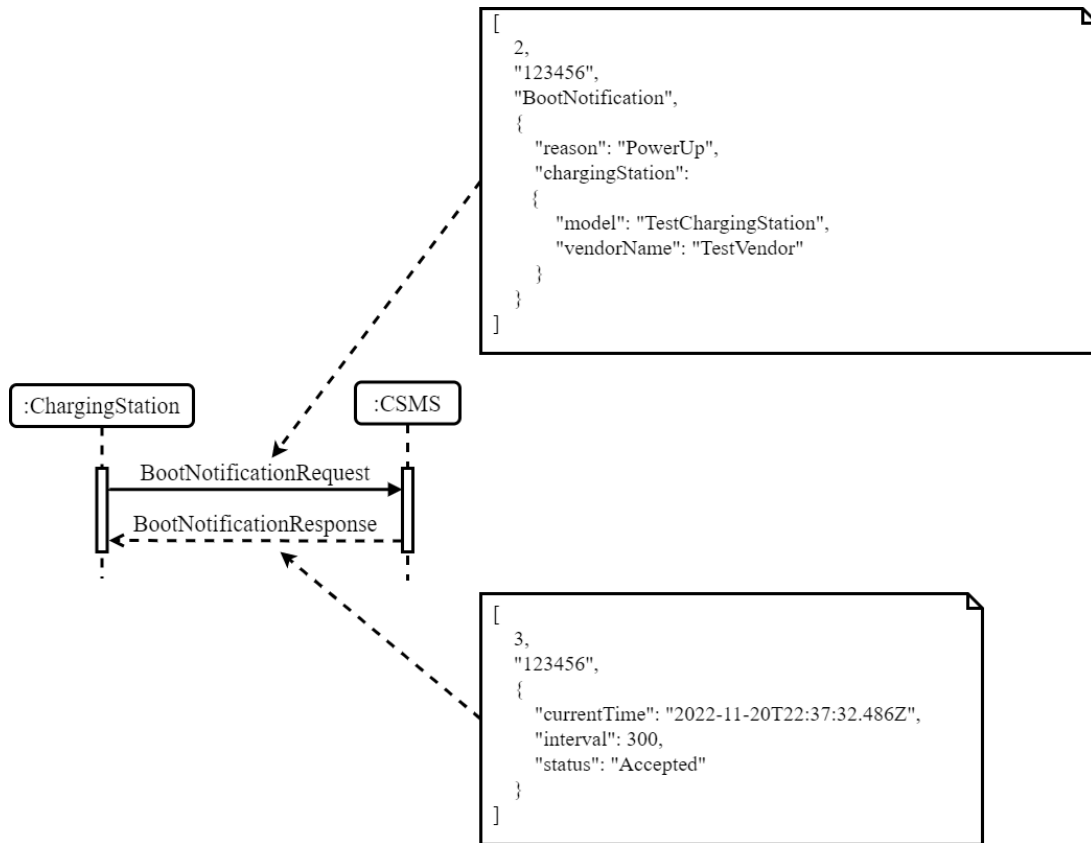 [
2,
"123456",
"BootNotification",
{
"reason": "PowerUp",
"chargingStation":
{
"model": "TestChargingStation",
"vendorName": "TestVendor"
}
}
]
:ChargingStation
:CSMS
BootNotificationRequest
BootNotificationResponse
[
3,
"123456",
{
"currentTime": "2022-11-20T22:37:32.486Z",
"interval": 300,
"status": "Accepted"
}
]